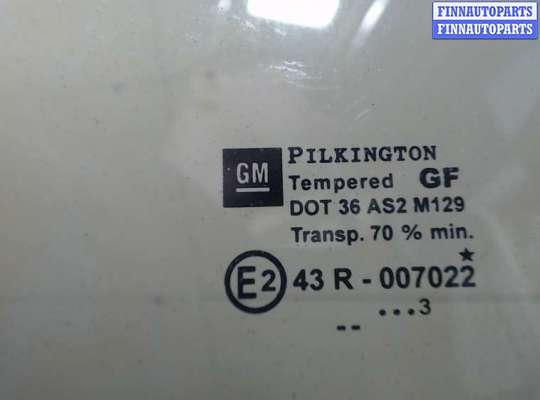 FINNAUTOPARTS
FINNAUTOPARTS
GM PILKINGTON
Tempered GF
DOT 36 AS2 M129
Transp. 70 % min.
E2 43 R - 007022 ★
...3
--